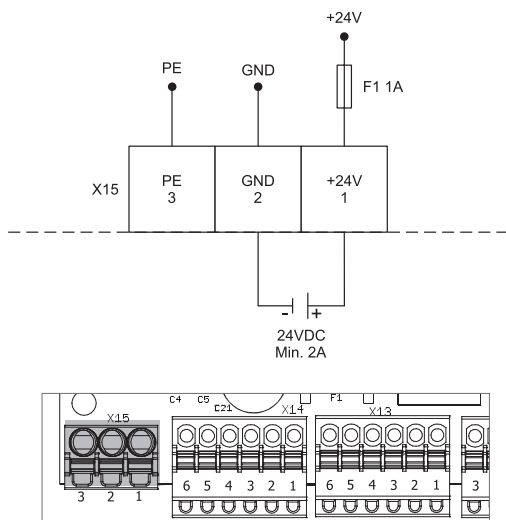 +24V
PE
GND
F1 1A
X15
PE
3
GND
2
+24V
1
- +
24VDC
Min. 2A
C4 C5 C21 F1
X15 X14 X13
3 2 1
6 5 4 3 2 1
6 5 4 3 2 1
3